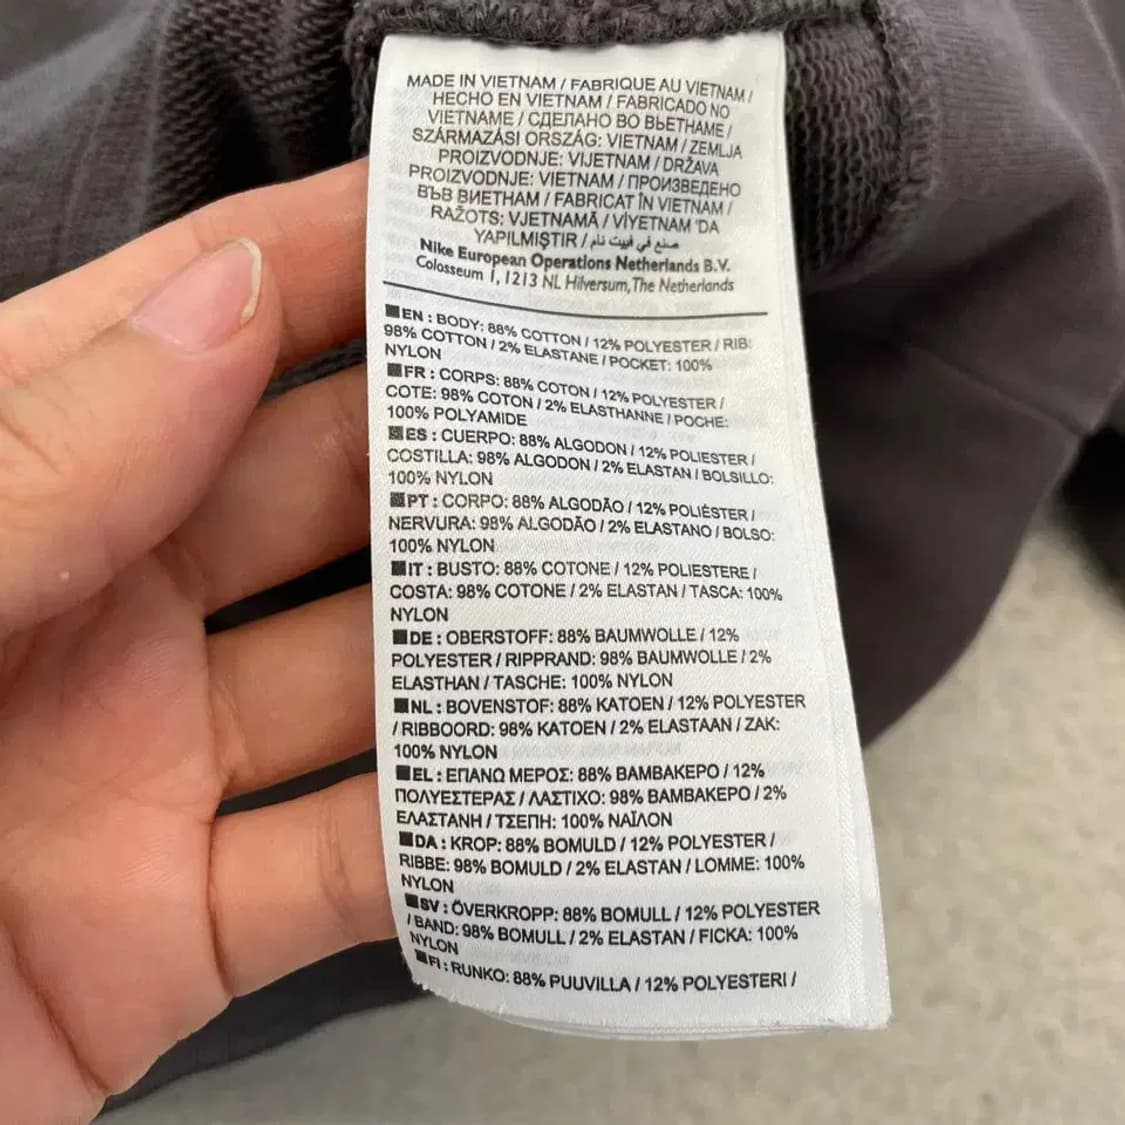 MADE IN VIETNAM / FABRIQUE AU VIETNAM /
HECHO EN VIETNAM / FABRICADO NO
VIETNAME / СДЕЛАНО ВО ВЬЕТНАМЕ /
SZÁRMAZÁSI ORSZÁG: VIETNAM / ZEMLJA
PROIZVODNJE: VIJETNAM / DRŽAVA
PROIZVODNJE: VIETNAM / ПРОИЗВЕДЕНО
ВЪВ ВИЕТНАМ / FABRICAT ÎN VIETNAM /
RAŽOTS: VJETNAMĀ / VİYETNAM 'DA
YAPILMIŞTIR / صنع في فييت نام
Nike European Operations Netherlands B.V.
Colosseum 1, 1213 NL Hilversum, The Netherlands
EN : BODY: 88% COTTON / 12% POLYESTER / RIB:
98% COTTON / 2% ELASTANE / POCKET: 100%
NYLON
FR : CORPS: 88% COTON / 12% POLYESTER /
COTE: 98% COTON / 2% ELASTHANNE / POCHE:
100% POLYAMIDE
ES : CUERPO: 88% ALGODON / 12% POLIESTER /
COSTILLA: 98% ALGODON / 2% ELASTAN / BOLSILLO:
100% NYLON
PT : CORPO: 88% ALGODÃO / 12% POLIÉSTER /
NERVURA: 98% ALGODÃO / 2% ELASTANO / BOLSO:
100% NYLON
IT : BUSTO: 88% COTONE / 12% POLIESTERE /
COSTA: 98% COTONE / 2% ELASTAN / TASCA: 100%
NYLON
DE : OBERSTOFF: 88% BAUMWOLLE / 12%
POLYESTER / RIPPRAND: 98% BAUMWOLLE / 2%
ELASTHAN / TASCHE: 100% NYLON
NL : BOVENSTOF: 88% KATOEN / 12% POLYESTER
/ RIBBOORD: 98% KATOEN / 2% ELASTAAN / ZAK:
100% NYLON
EL : ΕΠΑΝΩ ΜΕΡΟΣ: 88% ΒΑΜΒΑΚΕΡΟ / 12%
ΠΟΛΥΕΣΤΕΡΑΣ / ΛΑΣΤΙΧΟ: 98% ΒΑΜΒΑΚΕΡΟ / 2%
ΕΛΑΣΤΑΝΗ / ΤΣΕΠΗ: 100% ΝΑΪΛΟΝ
DA : KROP: 88% BOMULD / 12% POLYESTER /
RIBBE: 98% BOMULD / 2% ELASTAN / LOMME: 100%
NYLON
SV : ÖVERKROPP: 88% BOMULL / 12% POLYESTER
/ BAND: 98% BOMULL / 2% ELASTAN / FICKA: 100%
NYLON
FI : RUNKO: 88% PUUVILLA / 12% POLYESTERI /